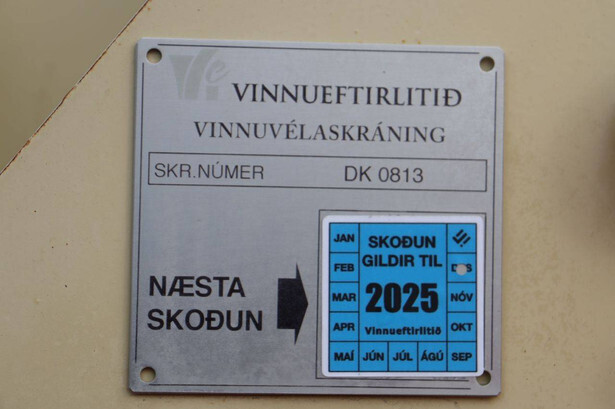 VINNUEFTIRLITIÐ
VINNUVÉLASKRÁNING
SKR.NÚMER DK 0813
NÆSTA
SKOÐUN
JAN SKOÐUN
FEB GILDIR TIL
MAR 2025 NÓV
APR Vinnueftirlitið OKT
MAÍ JÚN JÚL ÁGÚ SEP